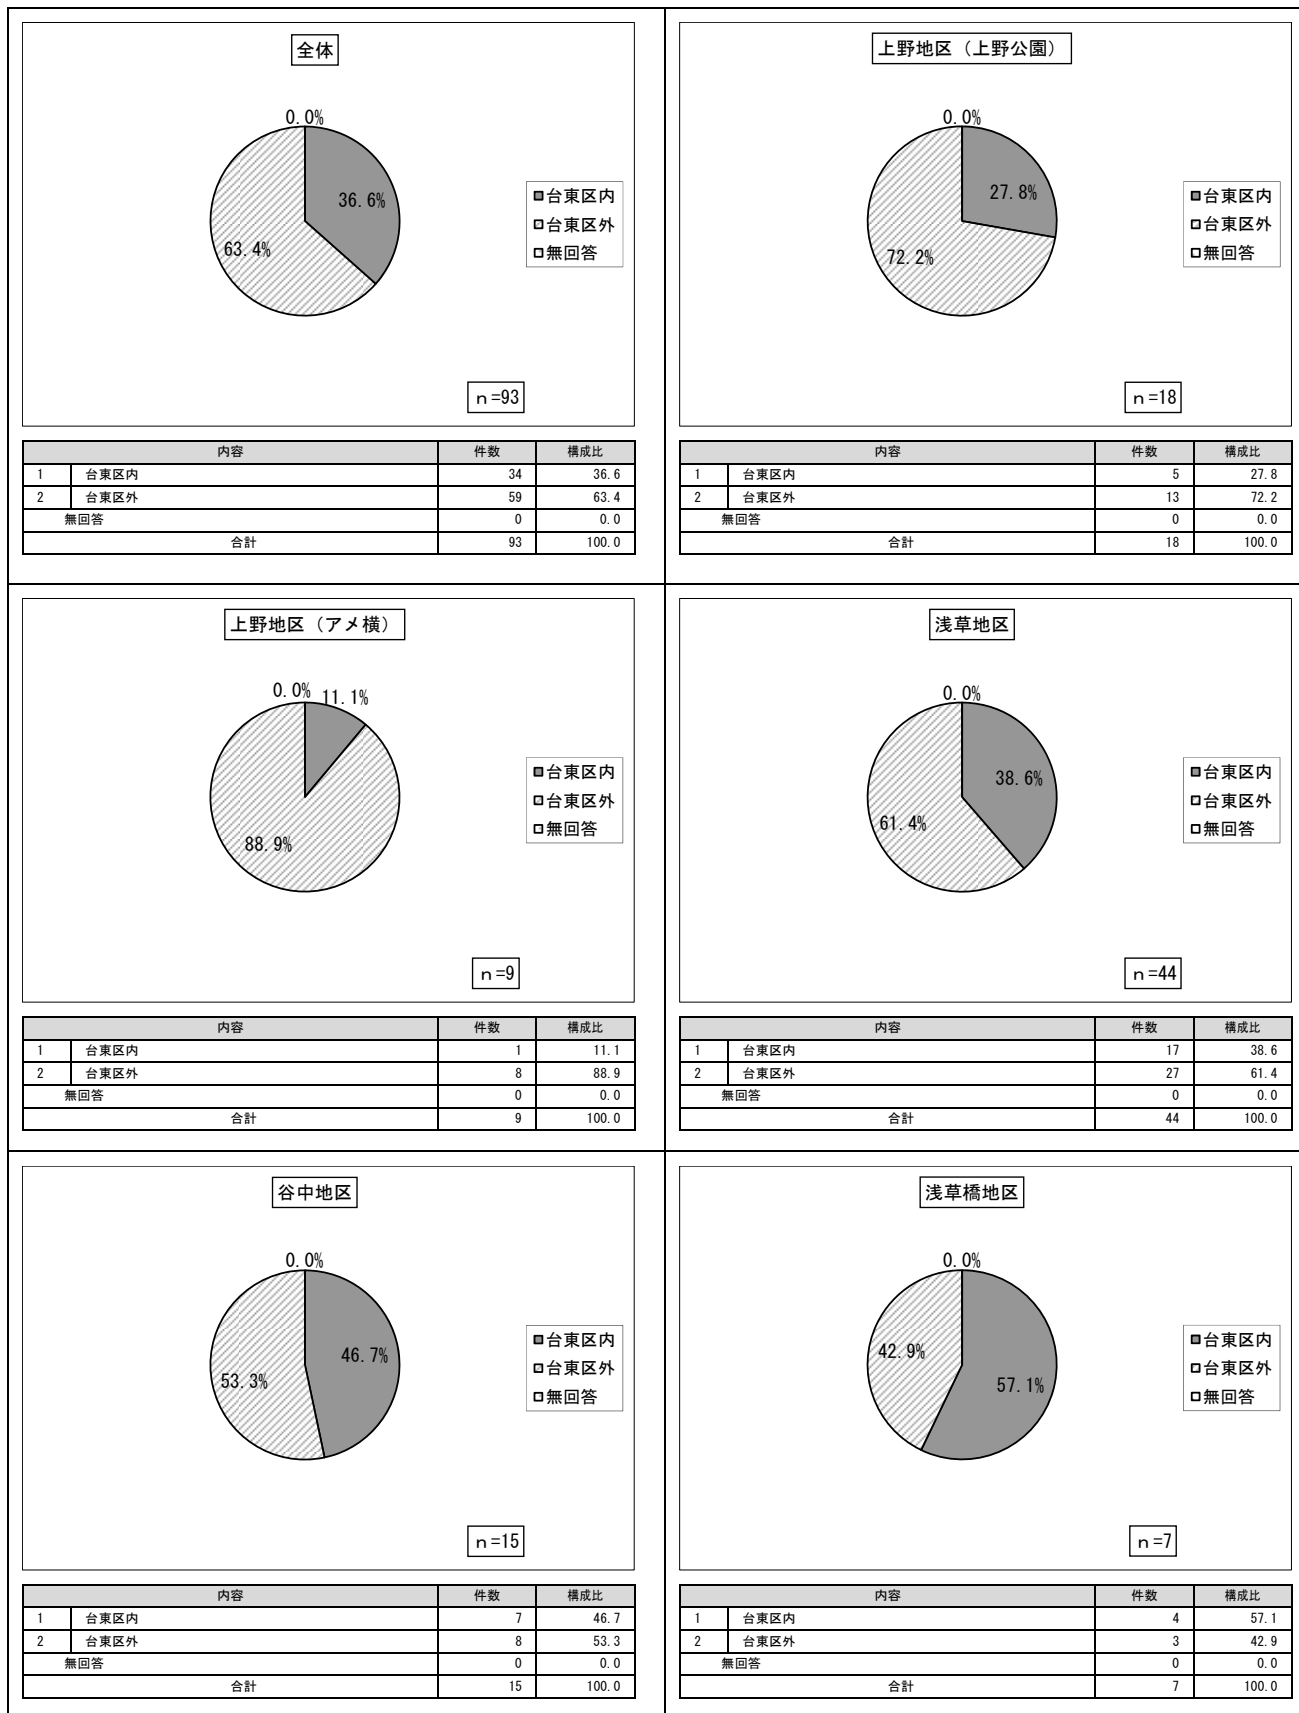 全体
0.0%
36.6%
63.4%
台東区内
台東区外
無回答
n=93
内容 件数 構成比
1 台東区内 34 36.6
2 台東区外 59 63.4
無回答 0 0.0
合計 93 100.0
上野地区（上野公園）
0.0%
27.8%
72.2%
台東区内
台東区外
無回答
n=18
内容 件数 構成比
1 台東区内 5 27.8
2 台東区外 13 72.2
無回答 0 0.0
合計 18 100.0
上野地区（アメ横）
0.0%
11.1%
88.9%
台東区内
台東区外
無回答
n=9
内容 件数 構成比
1 台東区内 1 11.1
2 台東区外 8 88.9
無回答 0 0.0
合計 9 100.0
浅草地区
0.0%
38.6%
61.4%
台東区内
台東区外
無回答
n=44
内容 件数 構成比
1 台東区内 17 38.6
2 台東区外 27 61.4
無回答 0 0.0
合計 44 100.0
谷中地区
0.0%
46.7%
53.3%
台東区内
台東区外
無回答
n=15
内容 件数 構成比
1 台東区内 7 46.7
2 台東区外 8 53.3
無回答 0 0.0
合計 15 100.0
浅草橋地区
0.0%
42.9%
57.1%
台東区内
台東区外
無回答
n=7
内容 件数 構成比
1 台東区内 4 57.1
2 台東区外 3 42.9
無回答 0 0.0
合計 7 100.0